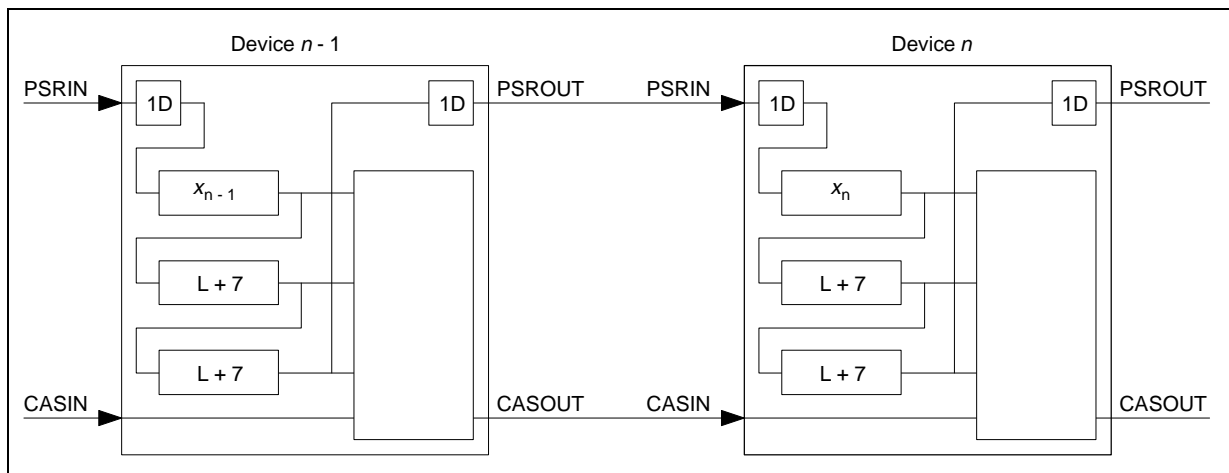 Device n - 1
Device n
PSRIN
1D
1D
PSROUT
PSRIN
1D
1D
PSROUT
xn - 1
xn
L + 7
L + 7
L + 7
L + 7
CASIN
CASOUT
CASIN
CASOUT